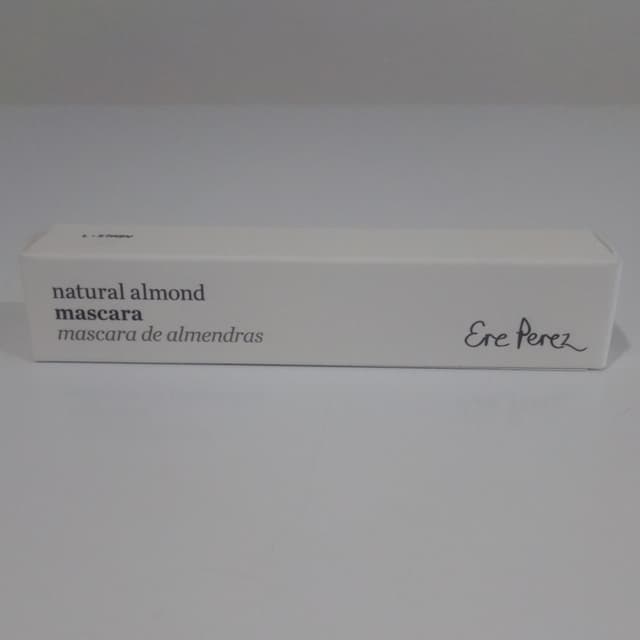 natural almond
mascara
mascara de almendras
Ere Perez